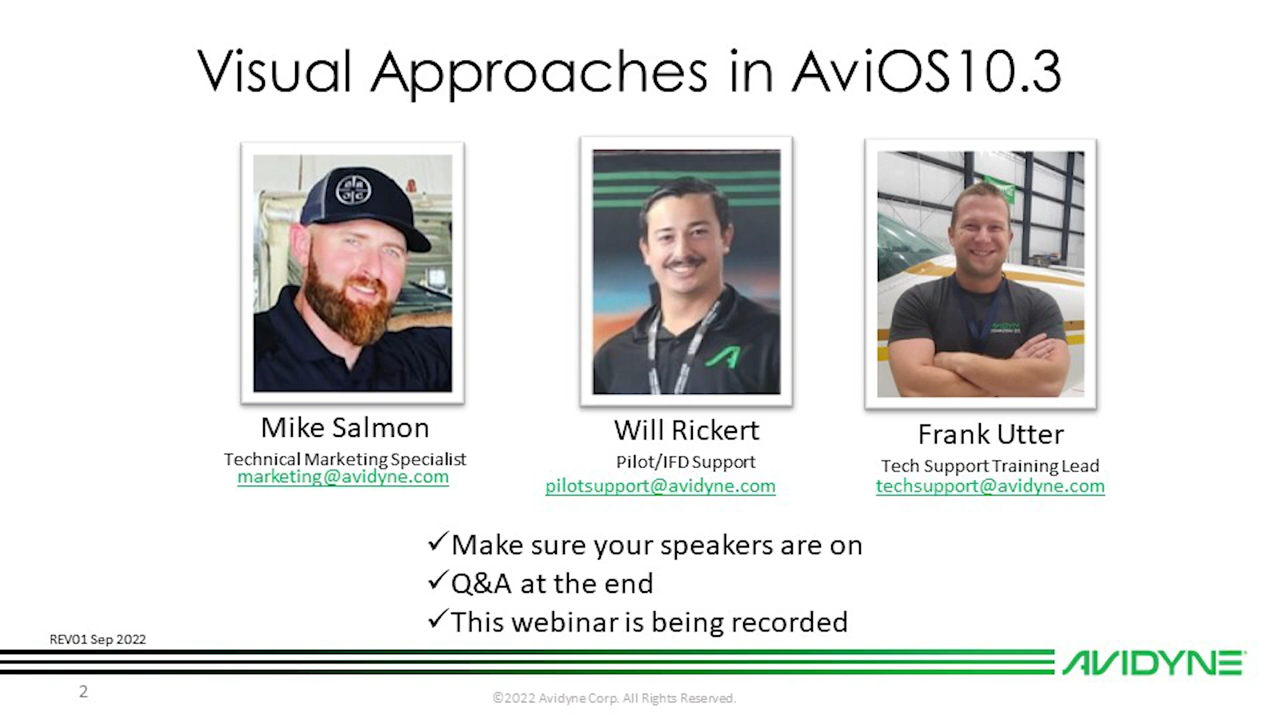 Visual Approaches in AviOS10.3
Mike Salmon
Technical Marketing Specialist
marketing@avidyne.com
Will Rickert
Pilot/IFD Support
pilotsupport@avidyne.com
AVIDYNE
Frank Utter
Tech Support Training Lead
techsupport@avidyne.com
✓Make sure your speakers are on
✓Q&A at the end
✓This webinar is being recorded
REV01 Sep 2022
AVIDYNE
2
©2022 Avidyne Corp. All Rights Reserved.